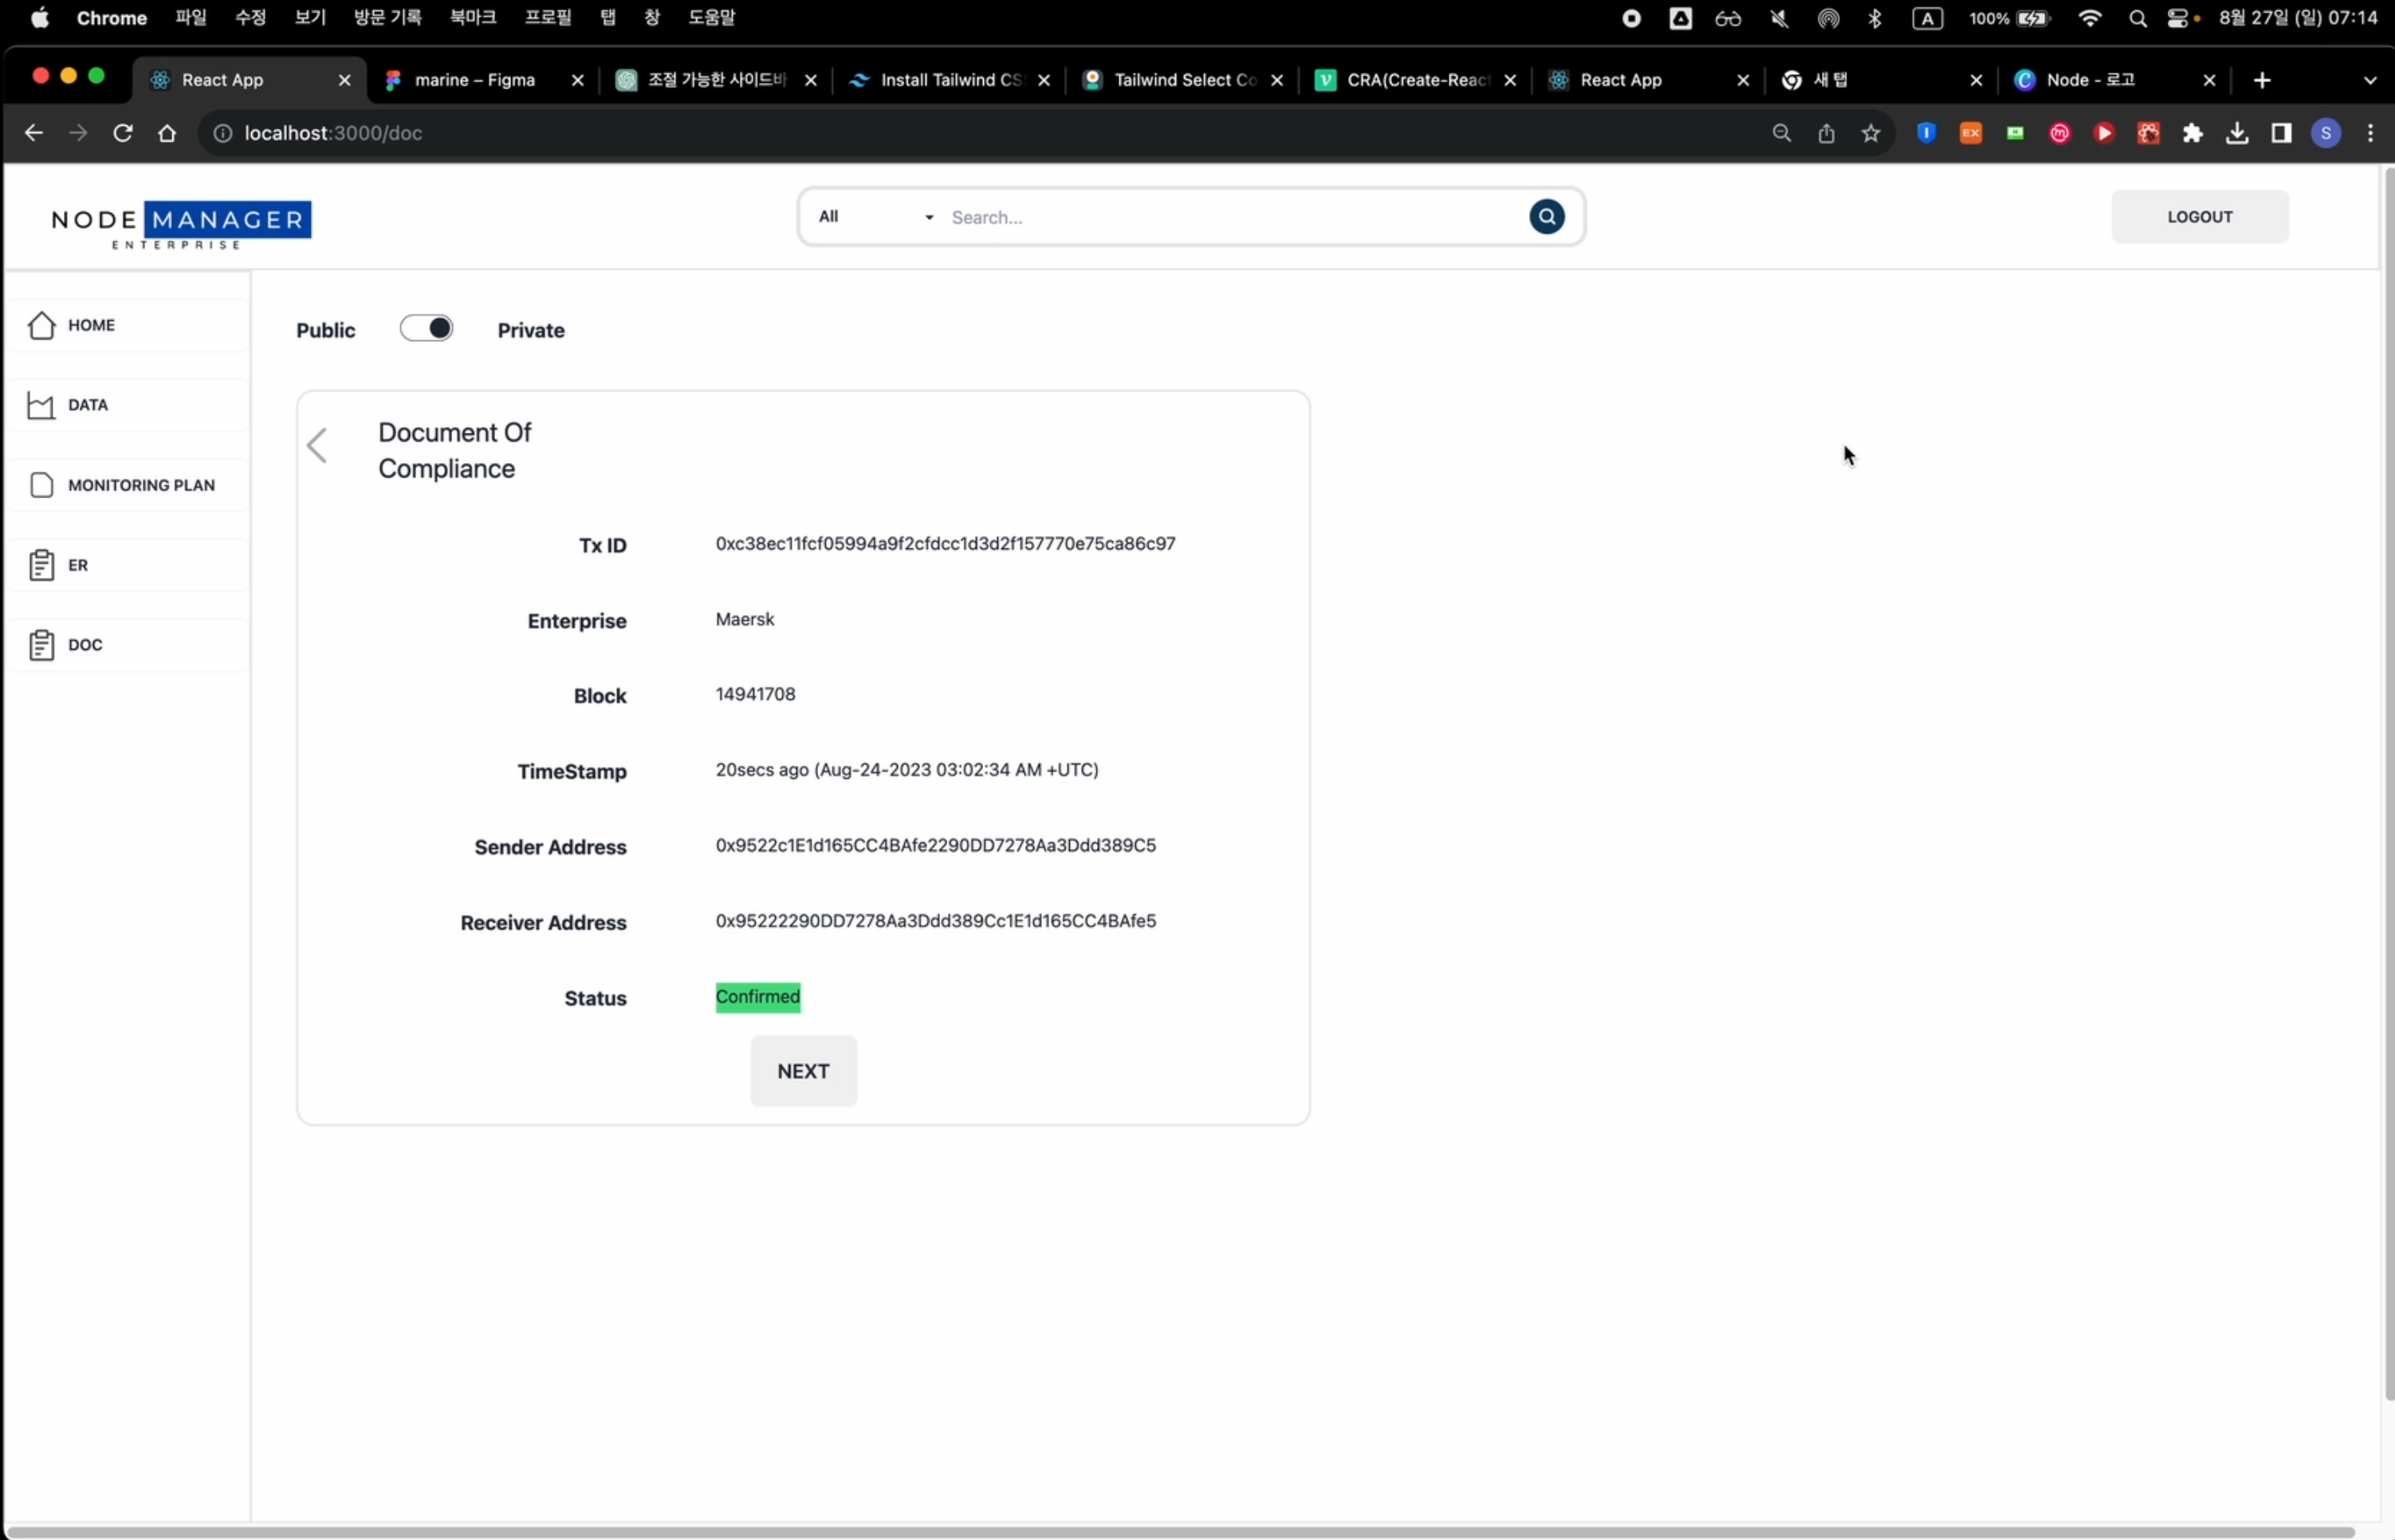 Chrome 파일 수정 보기 방문 기록 북마크 프로필 탭 창 도움말 A 100% 8월 27일 (일) 07:14
React App marine – Figma 조절 가능한 사이드바 Install Tailwind CS Tailwind Select Co CRA(Create-React React App 새 탭 Node - 로고
localhost:3000/doc EX S
NODE MANAGER
ENTERPRISE
All Search...
LOGOUT
HOME
DATA
MONITORING PLAN
ER
DOC
Public Private
Document Of
Compliance
Tx ID 0xc38ec11fcf05994a9f2cfdcc1d3d2f157770e75ca86c97
Enterprise Maersk
Block 14941708
TimeStamp 20secs ago (Aug-24-2023 03:02:34 AM +UTC)
Sender Address 0x9522c1E1d165CC4BAfe2290DD7278Aa3Ddd389C5
Receiver Address 0x95222290DD7278Aa3Ddd389Cc1E1d165CC4BAfe5
Status Confirmed
NEXT